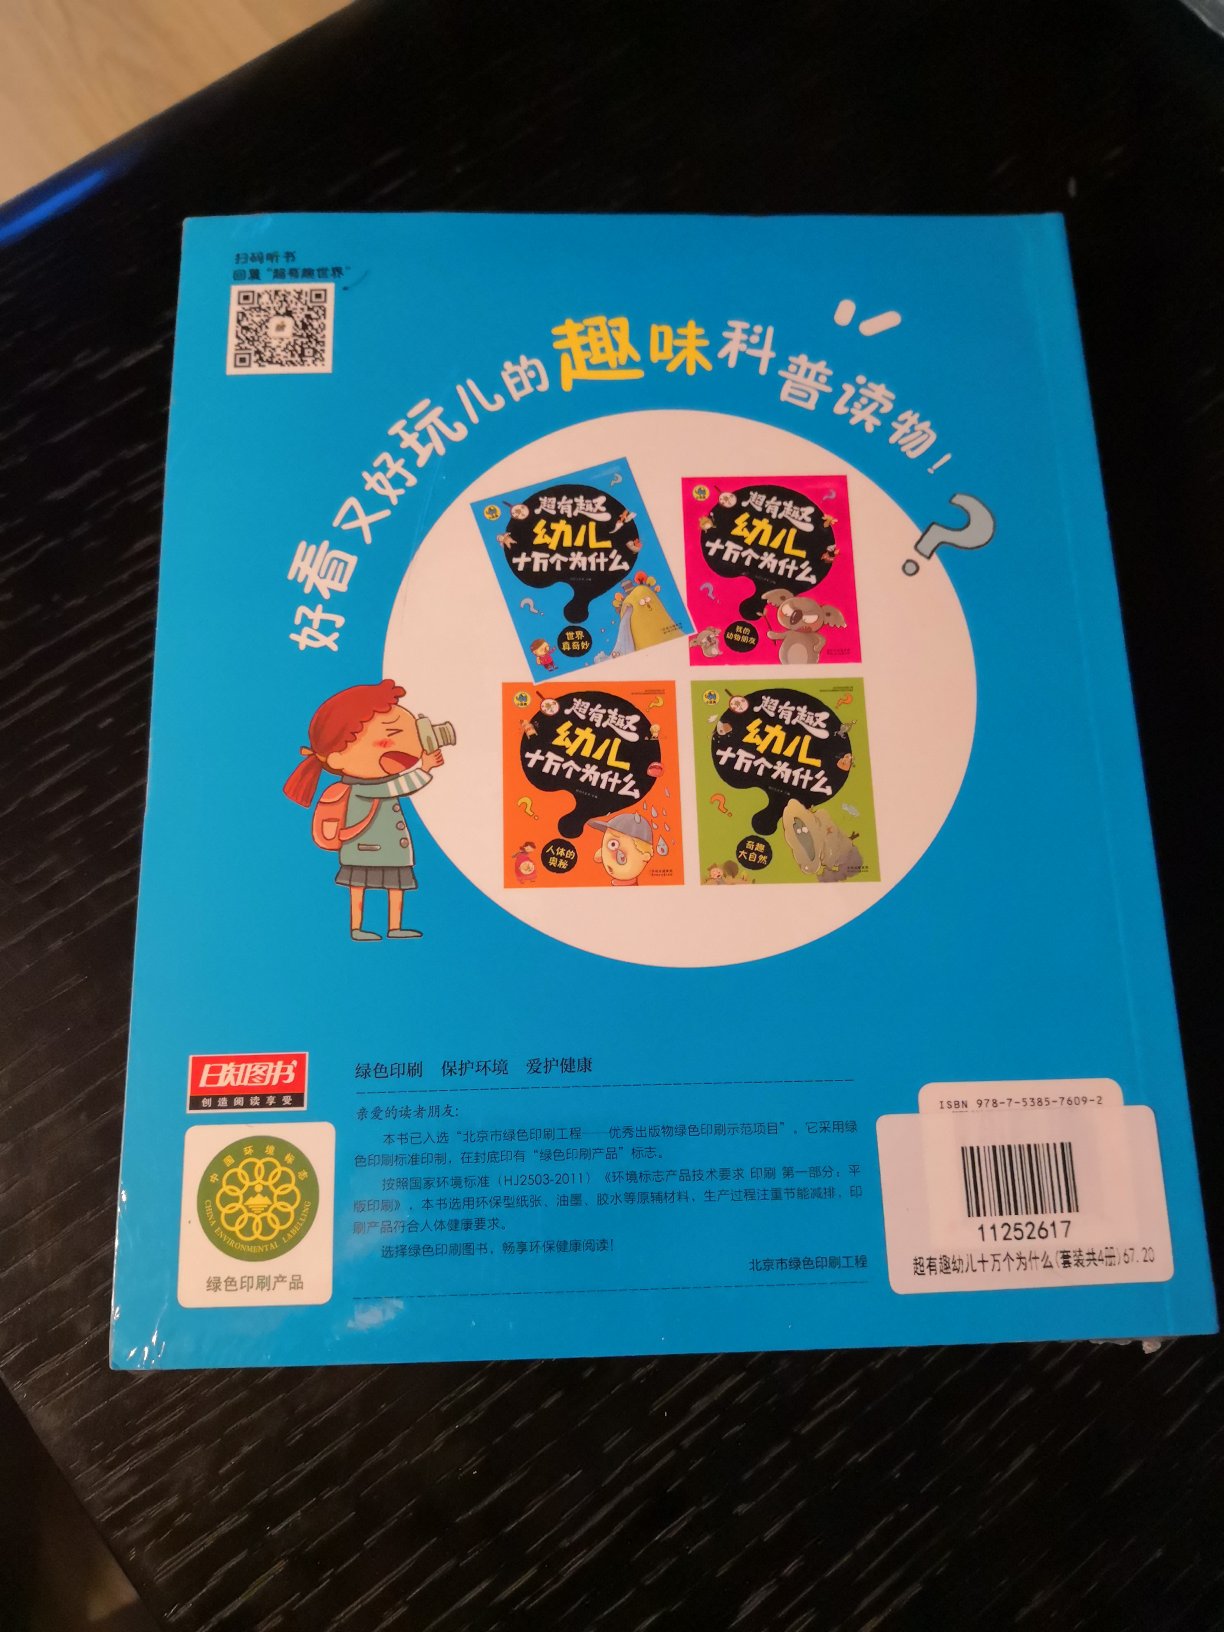 扫码听书
回复“超有趣世界”
好看又好玩儿的趣味科普读物！
超有趣
幼儿
十万个为什么
世界
真奇妙
超有趣
幼儿
十万个为什么
我的
动物朋友
超有趣
幼儿
十万个为什么
人体的
奥秘
超有趣
幼儿
十万个为什么
奇趣
大自然
日知图书
创造阅读享受
中国环境标志
CHINA ENVIRONMENTAL LABELLING
绿色印刷产品
绿色印刷 保护环境 爱护健康
亲爱的读者朋友：
本书已入选“北京市绿色印刷工程——优秀出版物绿色印刷示范项目”。它采用绿
色印刷标准印制，在封底印有“绿色印刷产品”标志。
按照国家环境标准（HJ2503-2011）《环境标志产品技术要求 印刷 第一部分：平
版印刷》，本书选用环保型纸张、油墨、胶水等原辅材料，生产过程注重节能减排，印
刷产品符合人体健康要求。
选择绿色印刷图书，畅享环保健康阅读！
北京市绿色印刷工程
ISBN 978-7-5385-7609-2
11252617
超有趣幼儿十万个为什么(套装共4册)67.20